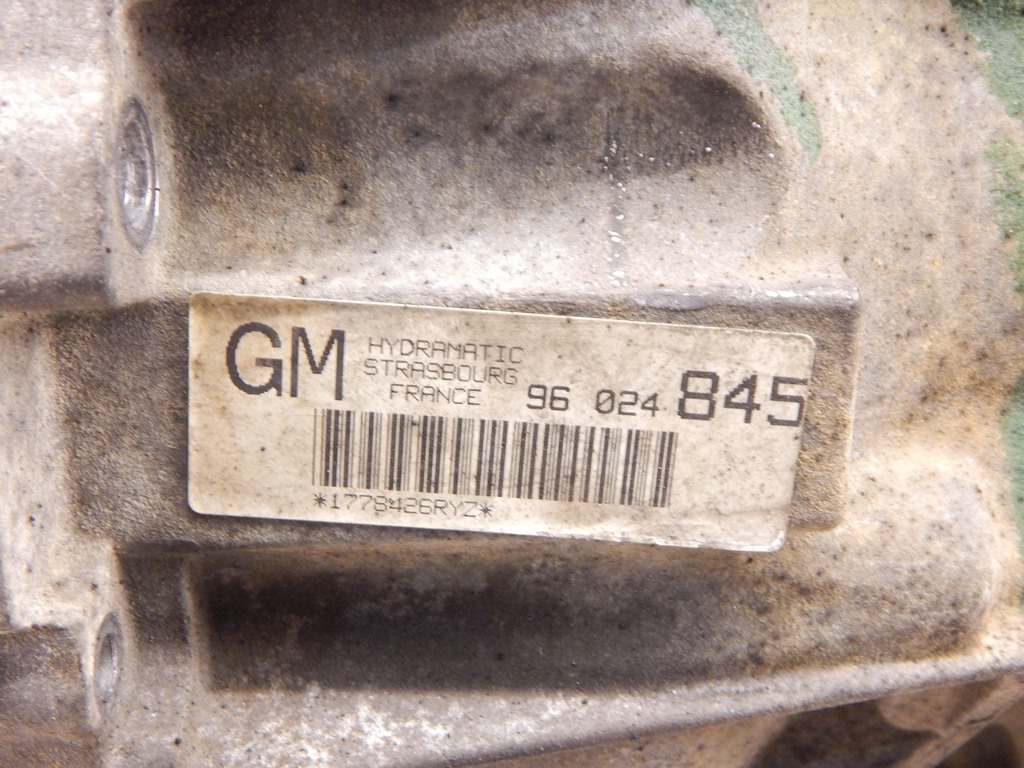 GM
HYDRAMATIC
STRASBOURG
FRANCE
96 024 845
*1778426RYZ*